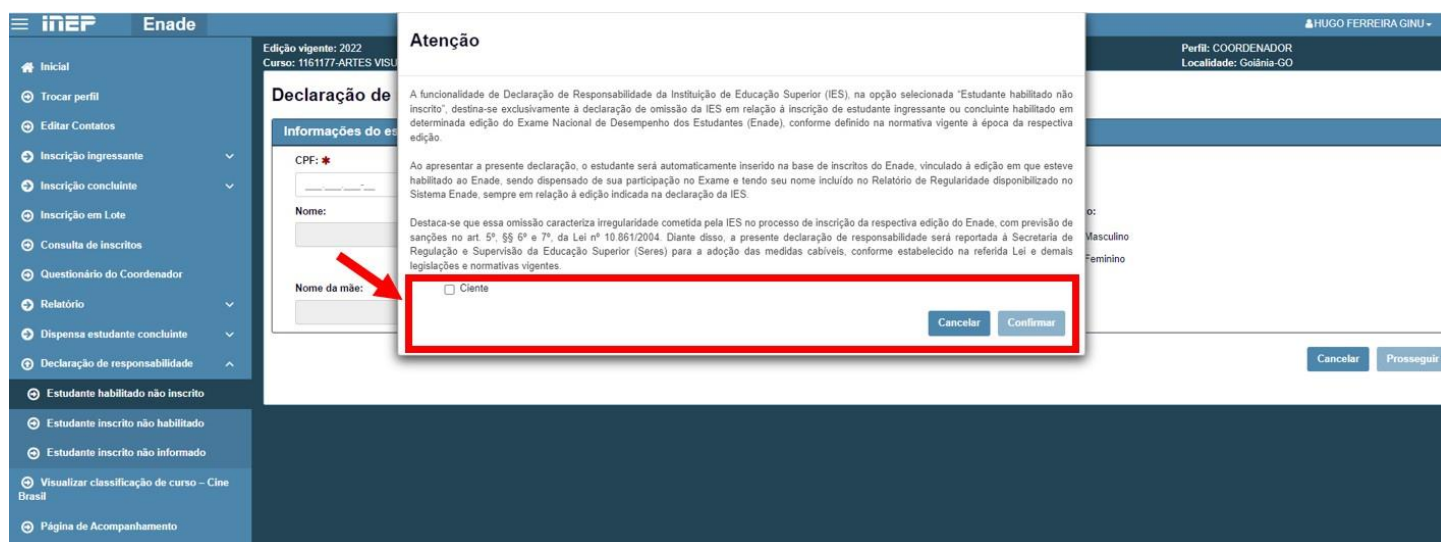 inep Enade
HUGO FERREIRA GINU
Inicial
Trocar perfil
Editar Contatos
Inscrição ingressante
Inscrição concluinte
Inscrição em Lote
Consulta de inscritos
Questionário do Coordenador
Relatório
Dispensa estudante concluinte
Declaração de responsabilidade
Estudante habilitado não inscrito
Estudante inscrito não habilitado
Estudante inscrito não informado
Visualizar classificação de curso – Cine
Brasil
Página de Acompanhamento
Edição vigente: 2022
Curso: 1161177-ARTES VISU
Perfil: COORDENADOR
Localidade: Goiânia-GO
Declaração de
Informações do es
CPF: *
___.___.___-__
Nome:
Nome da mãe:
o:
Masculino
Feminino
Cancelar Prosseguir
Atenção
A funcionalidade de Declaração de Responsabilidade da Instituição de Educação Superior (IES), na opção selecionada "Estudante habilitado não
inscrito", destina-se exclusivamente à declaração de omissão da IES em relação à inscrição de estudante ingressante ou concluinte habilitado em
determinada edição do Exame Nacional de Desempenho dos Estudantes (Enade), conforme definido na normativa vigente à época da respectiva
edição.
Ao apresentar a presente declaração, o estudante será automaticamente inserido na base de inscritos do Enade, vinculado à edição em que esteve
habilitado ao Enade, sendo dispensado de sua participação no Exame e tendo seu nome incluído no Relatório de Regularidade disponibilizado no
Sistema Enade, sempre em relação à edição indicada na declaração da IES.
Destaca-se que essa omissão caracteriza irregularidade cometida pela IES no processo de inscrição da respectiva edição do Enade, com previsão de
sanções no art. 5º, §§ 6º e 7º, da Lei nº 10.861/2004. Diante disso, a presente declaração de responsabilidade será reportada à Secretaria de
Regulação e Supervisão da Educação Superior (Seres) para a adoção das medidas cabíveis, conforme estabelecido na referida Lei e demais
legislações e normativas vigentes.
Ciente
Cancelar Confirmar